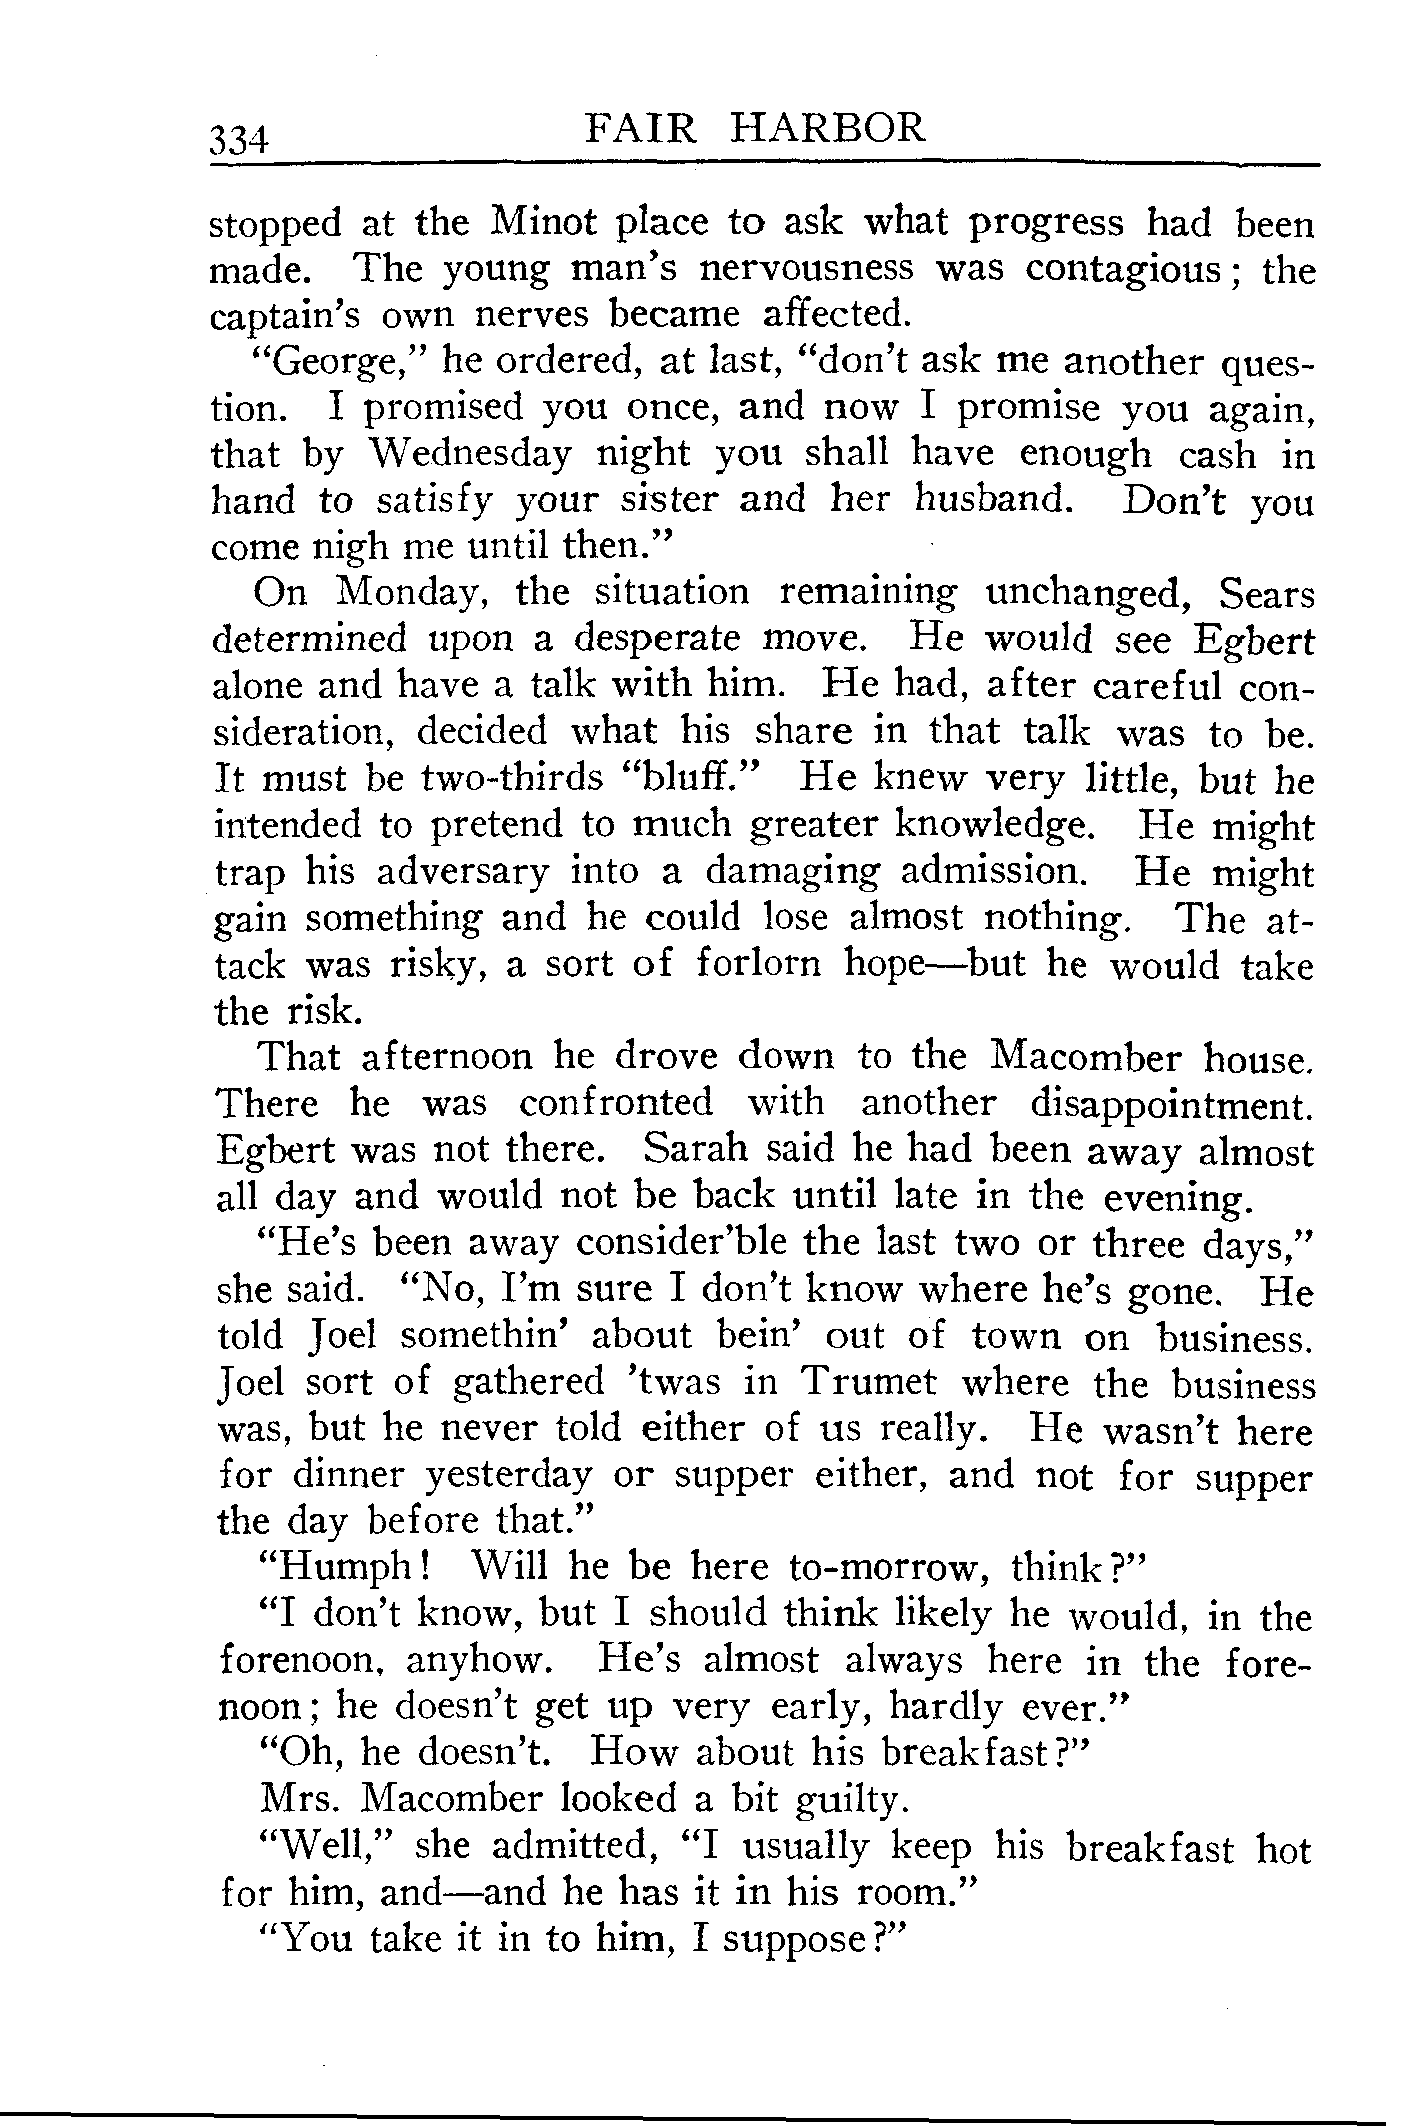 334 FAIR HARBOR
stopped at the Minot place to ask what progress had been
made. The young man's nervousness was contagious; the
captain's own nerves became affected.
"George," he ordered, at last, "don't ask me another ques-
tion. I promised you once, and now I promise you again,
that by Wednesday night you shall have enough cash in
hand to satisfy your sister and her husband. Don't you
come nigh me until then."
On Monday, the situation remaining unchanged, Sears
determined upon a desperate move. He would see Egbert
alone and have a talk with him. He had, after careful con-
sideration, decided what his share in that talk was to be.
It must be two-thirds "bluff." He knew very little, but he
intended to pretend to much greater knowledge. He might
trap his adversary into a damaging admission. He might
gain something and he could lose almost nothing. The at-
tack was risky, a sort of forlorn hope—but he would take
the risk.
That afternoon he drove down to the Macomber house.
There he was confronted with another disappointment.
Egbert was not there. Sarah said he had been away almost
all day and would not be back until late in the evening.
"He's been away consider'ble the last two or three days,"
she said. "No, I'm sure I don't know where he's gone. He
told Joel somethin' about bein' out of town on business.
Joel sort of gathered 'twas in Trumet where the business
was, but he never told either of us really. He wasn't here
for dinner yesterday or supper either, and not for supper
the day before that."
"Humph! Will he be here to-morrow, think?"
"I don't know, but I should think likely he would, in the
forenoon, anyhow. He's almost always here in the fore-
noon; he doesn't get up very early, hardly ever."
"Oh, he doesn't. How about his breakfast?"
Mrs. Macomber looked a bit guilty.
"Well," she admitted, "I usually keep his breakfast hot
for him, and—and he has it in his room."
"You take it in to him, I suppose?"